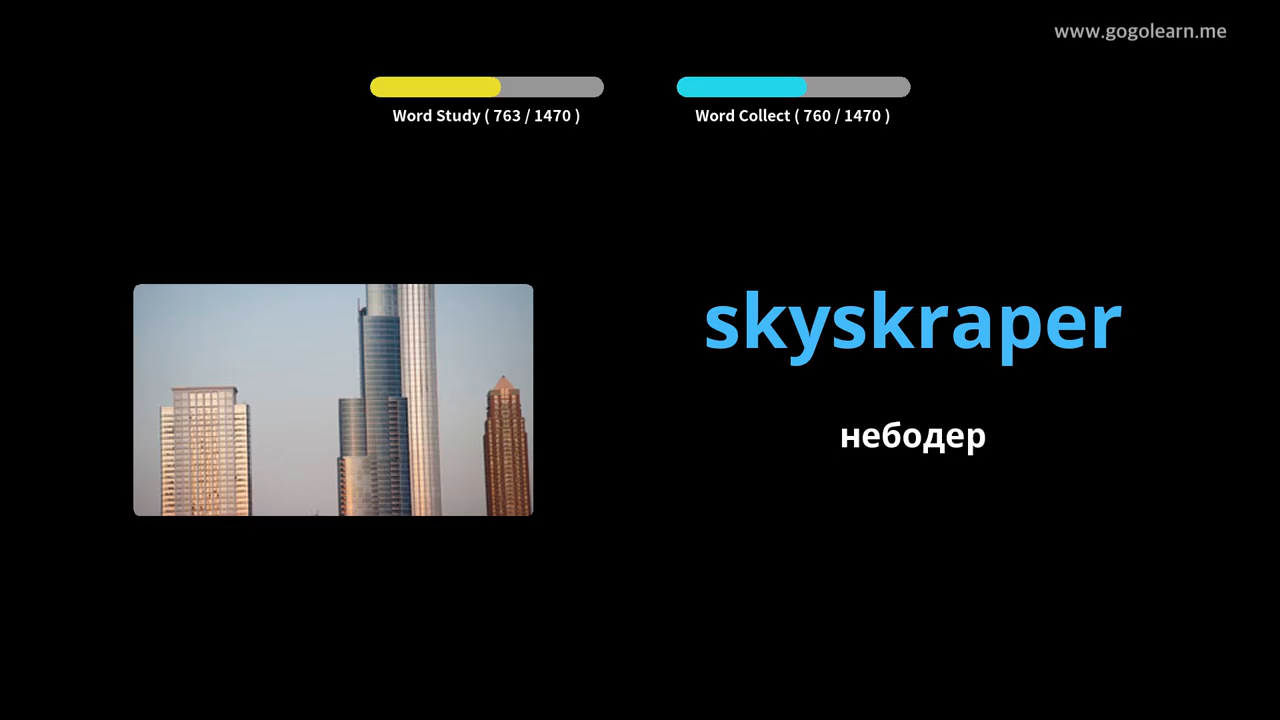 www.gogolearn.me
Word Study ( 763 / 1470 )
Word Collect ( 760 / 1470 )
skyskraper
небодер